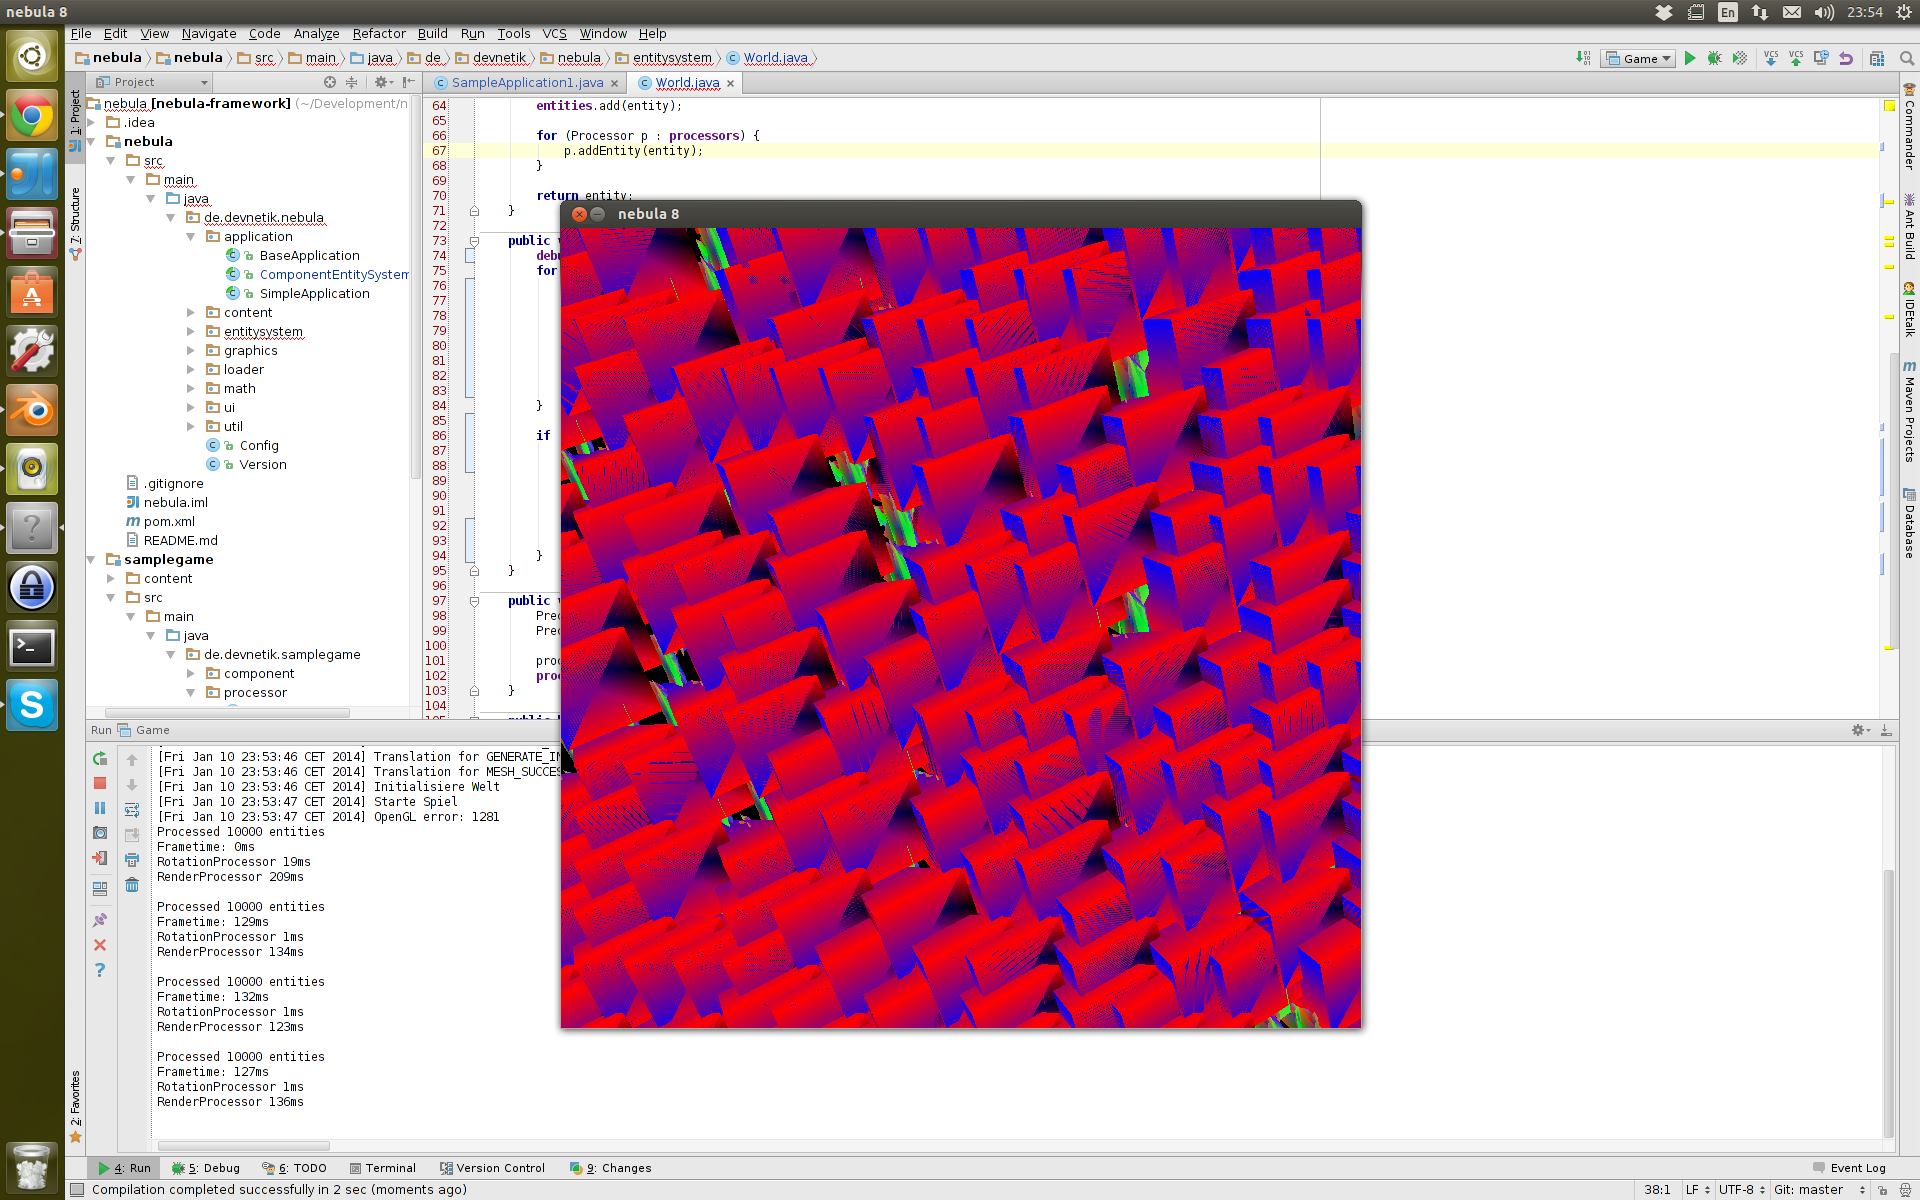 nebula 8
En
23:54
File Edit View Navigate Code Analyze Refactor Build Run Tools VCS Window Help
nebula nebula src main java de devnetik nebula entitysystem World.java
Game
VCS VCS
Project
SampleApplication1.java World.java
1: Project
7: Structure
2: Favorites
nebula [nebula-framework] (~/Development/n
.idea
nebula
src
main
java
de.devnetik.nebula
application
BaseApplication
ComponentEntitySystem
SimpleApplication
content
entitysystem
graphics
loader
math
ui
util
Config
Version
.gitignore
nebula.iml
pom.xml
README.md
samplegame
content
src
main
java
de.devnetik.samplegame
component
processor
64 entities.add(entity);
65
66 for (Processor p : processors) {
67 p.addEntity(entity);
68 }
69
70 return entity;
71 }
72
73 public
74 debu
75 for
76
77
78
79
80
81
82
83
84 }
85
86 if
87
88
89
90
91
92
93
94 }
95 }
96
97 public
98 Pred
99 Pred
100
101 proc
102 proc
103 }
104
105
nebula 8
Commander
Ant Build
IDEtalk
Maven Projects
Database
Run Game
[Fri Jan 10 23:53:46 CET 2014] Translation for GENERATE_IN
[Fri Jan 10 23:53:46 CET 2014] Translation for MESH_SUCCES
[Fri Jan 10 23:53:46 CET 2014] Initialisiere Welt
[Fri Jan 10 23:53:47 CET 2014] Starte Spiel
[Fri Jan 10 23:53:47 CET 2014] OpenGL error: 1281
Processed 10000 entities
Frametime: 0ms
RotationProcessor 19ms
RenderProcessor 209ms
Processed 10000 entities
Frametime: 129ms
RotationProcessor 1ms
RenderProcessor 134ms
Processed 10000 entities
Frametime: 132ms
RotationProcessor 1ms
RenderProcessor 123ms
Processed 10000 entities
Frametime: 127ms
RotationProcessor 1ms
RenderProcessor 136ms
4: Run 5: Debug 6: TODO Terminal Version Control 9: Changes Event Log
Compilation completed successfully in 2 sec (moments ago) 38:1 LF UTF-8 Git: master